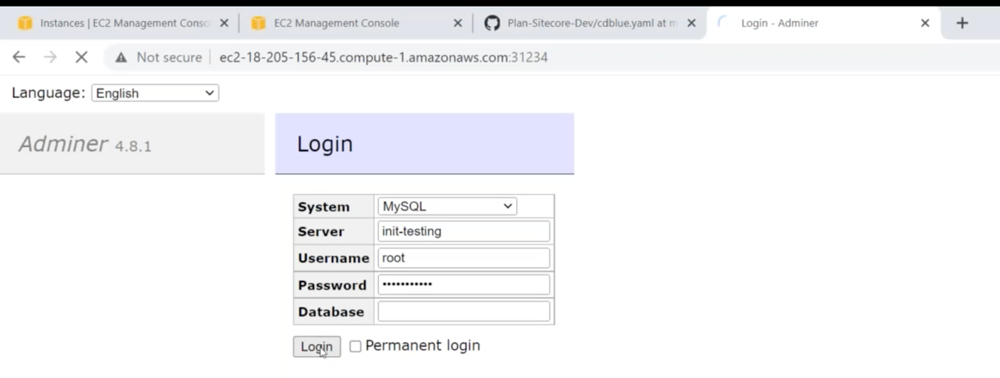 Instances | EC2 Management Conso
EC2 Management Console
Plan-Sitecore-Dev/cdblue.yaml at m
Login - Adminer
Not secure
ec2-18-205-156-45.compute-1.amazonaws.com:31234
Language: English
Adminer 4.8.1
Login
System MySQL
Server init-testing
Username root
Password •••••••••••
Database
Login Permanent login